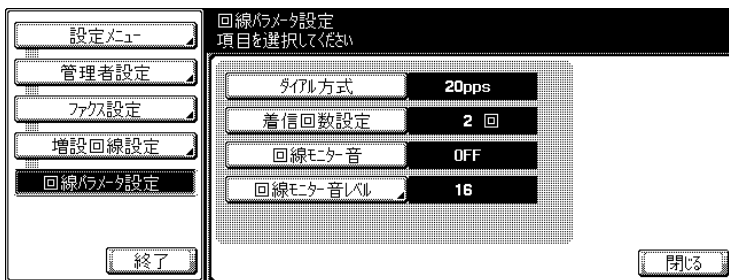 設定メニュー
管理者設定
ファクス設定
増設回線設定
回線パラメータ設定
終了
回線パラメータ設定
項目を選択してください
ダイアル方式 20pps
着信回数設定 2 回
回線モニター音 OFF
回線モニター音レベル 16
閉じる